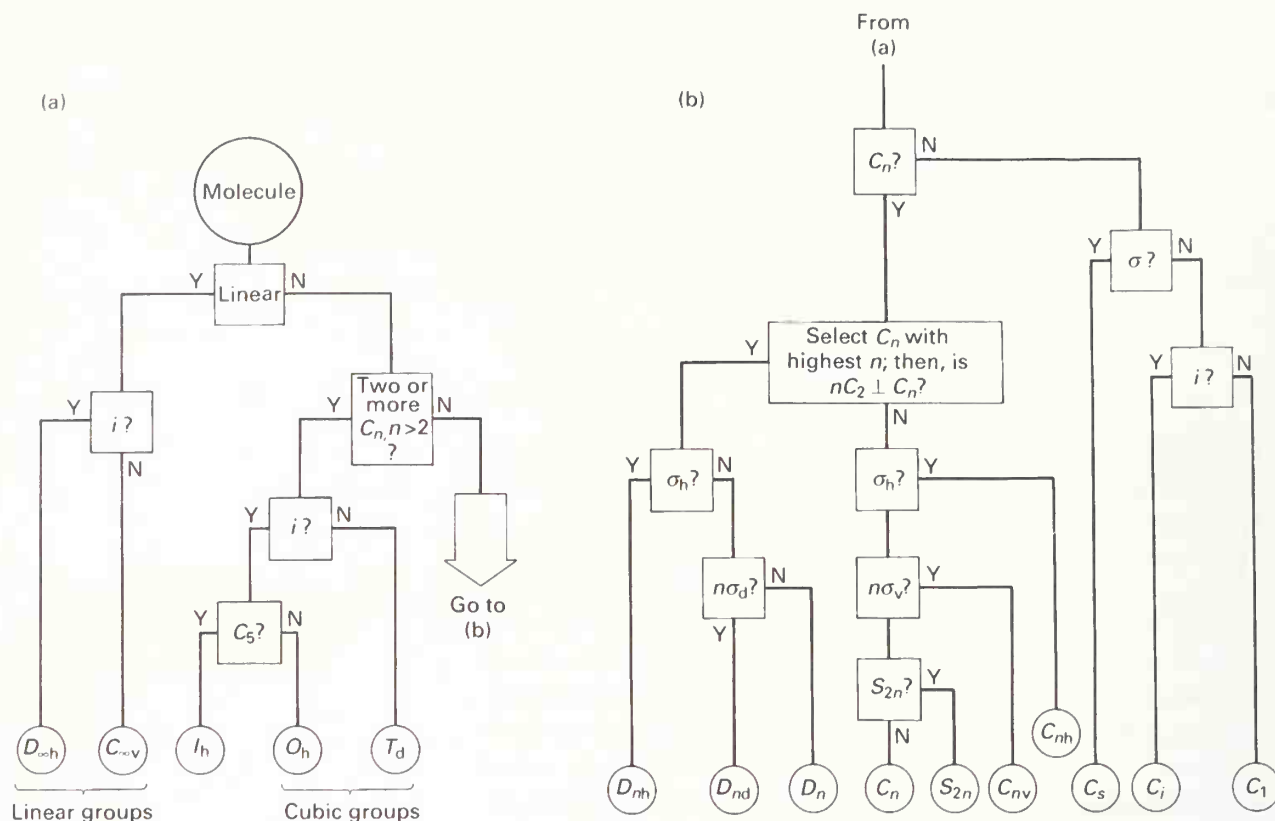 (a)
Molecule
Y
Linear
N
Y
i ?
N
Y
Two or
more
Cₙ, n>2
?
N
Y
i ?
N
Go to
(b)
Y
C₅?
N
D∞h
C∞v
Iₕ
Oₕ
T_d
Linear groups
Cubic groups
From
(a)
(b)
Cₙ?
N
Y
Y
σ ?
N
Y
Select Cₙ with
highest n; then, is
nC₂ ⊥ Cₙ?
N
Y
i ?
N
Y
σₕ?
N
σₕ?
Y
nσ_d?
N
Y
nσᵥ?
Y
S₂ₙ?
Y
N
Cₙₕ
Dₙₕ
Dₙd
Dₙ
Cₙ
S₂ₙ
Cₙᵥ
Cₛ
Cᵢ
C₁